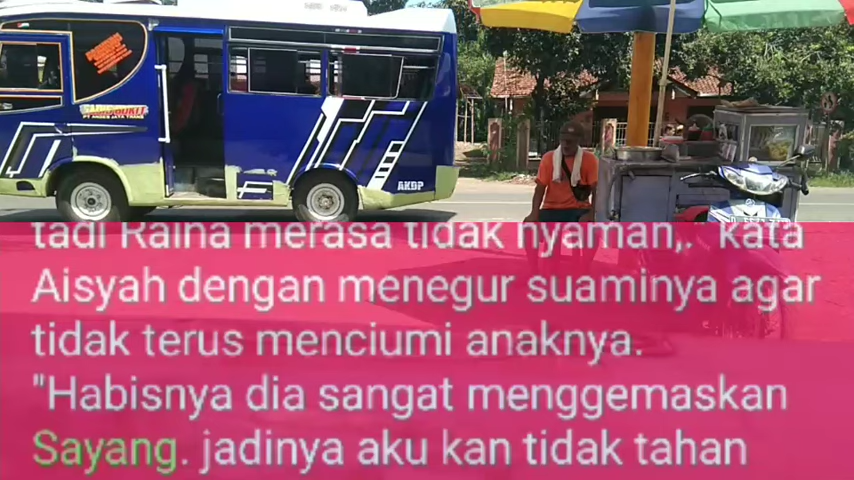 AKDP
tadi Raina merasa tidak nyaman,." kata
Aisyah dengan menegur suaminya agar
tidak terus menciumi anaknya.
"Habisnya dia sangat menggemaskan
Sayang. jadinya aku kan tidak tahan